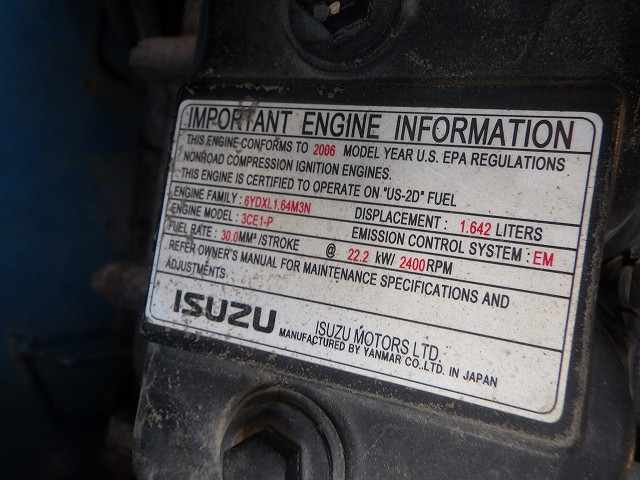 IMPORTANT ENGINE INFORMATION
THIS ENGINE CONFORMS TO 2006 MODEL YEAR U.S. EPA REGULATIONS
NONROAD COMPRESSION IGNITION ENGINES.
THIS ENGINE IS CERTIFIED TO OPERATE ON "US-2D" FUEL
ENGINE FAMILY : 6YDXL1.64M3N DISPLACEMENT : 1.642 LITERS
ENGINE MODEL : 3CE1-P EMISSION CONTROL SYSTEM : EM
FUEL RATE : 30.0MM³ /STROKE @ 22.2 kW/ 2400RPM
REFER OWNER'S MANUAL FOR MAINTENANCE SPECIFICATIONS AND
ADJUSTMENTS
ISUZU ISUZU MOTORS LTD.
MANUFACTURED BY YANMAR CO.,LTD. IN JAPAN